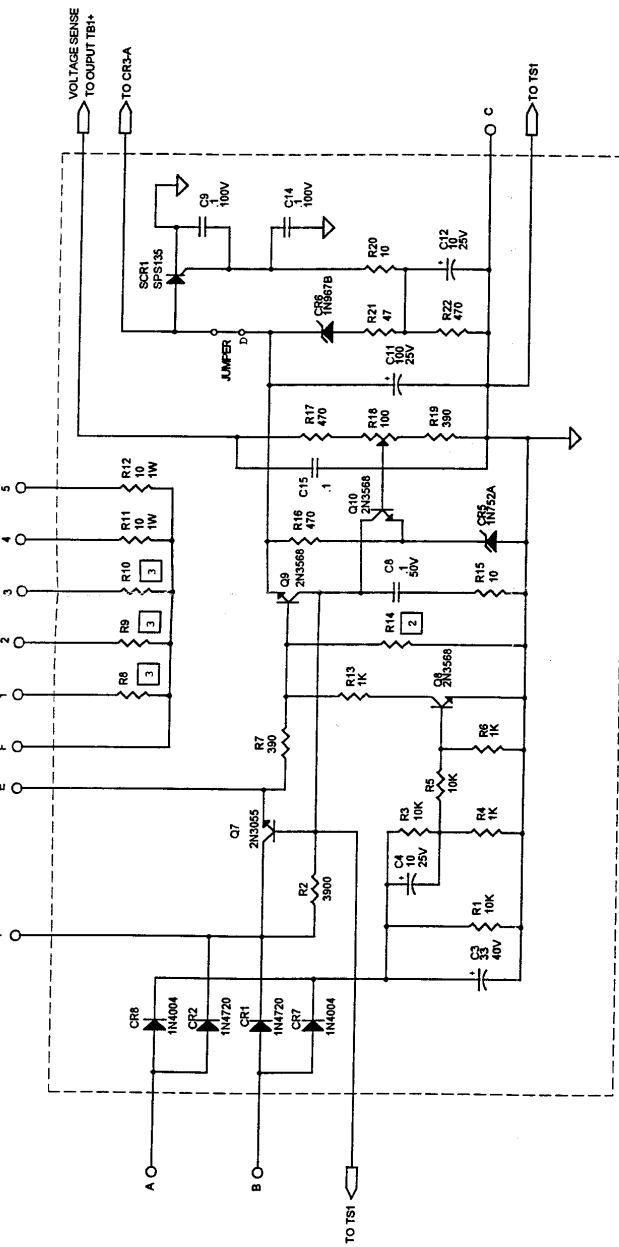 VOLTAGE SENSE
TO OUPUT TB1+
TO CR3-A
C
TO TS1
SCR1
SPS135
C9
.1
100V
C14
.1
100V
JUMPER
D
CR6
1N967B
R20
10
R21
47
R22
470
C12
10
25V
+
C11
100
25V
+
R17
470
R18
100
R19
390
C15
.1
5
R12
10
1W
4
R11
10
1W
3
R10
3
2
R9
3
R8
3
R16
470
Q10
2N3568
CR5
1N752A
Q9
2N3568
C8
.1
50V
R15
10
R14
2
R13
1K
Q8
2N3568
R7
390
R6
1K
R5
10K
R3
10K
R4
1K
C4
10
25V
+
Q7
2N3055
R2
3900
R1
10K
C3
33
40V
+
CR8
1N4004
CR2
1N4720
CR1
1N4720
CR7
1N4004
A
B
TO TS1